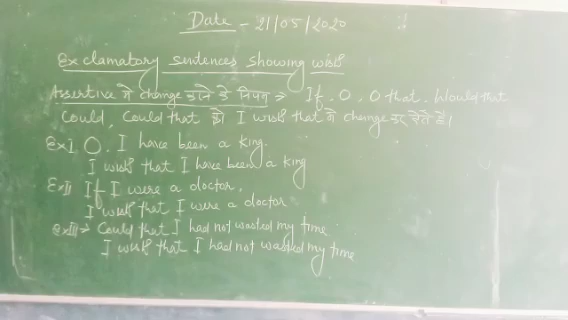 Date - 21/05/2020
Exclamatory sentences showing wish
Assertive में change करने के नियम ⇒ If, O, O that, Would that
Could, Could that को I wish that में change कर देते हैं।
Ex I O. I have been a king.
I wish that I have been a king
Ex II If I were a doctor.
I wish that I were a doctor.
Ex III ⇒ Could that I had not wasted my time
I wish that I had not wasted my time